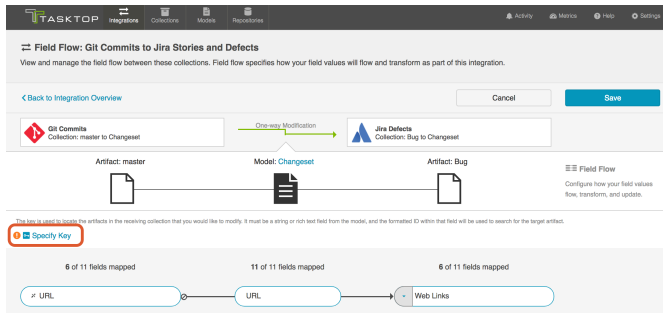 TASKTOP
Integrations
Collections
Models
Repositories
Activity
Metrics
Help
Settings
Field Flow: Git Commits to Jira Stories and Defects
View and manage the field flow between these collections. Field flow specifies how your field values will flow and transform as part of this integration.
Back to Integration Overview
Cancel
Save
Git Commits
Collection: master to Changeset
One-way Modification
Jira Defects
Collection: Bug to Changeset
Artifact: master
Model: Changeset
Artifact: Bug
Field Flow
Configure how your field values
flow, transform, and update.
The key is used to locate the artifacts in the receiving collection that you would like to modify. It must be a string or rich text field from the model, and the formatted ID within that field will be used to search for the target artifact.
Specify Key
6 of 11 fields mapped
11 of 11 fields mapped
6 of 11 fields mapped
URL
URL
Web Links